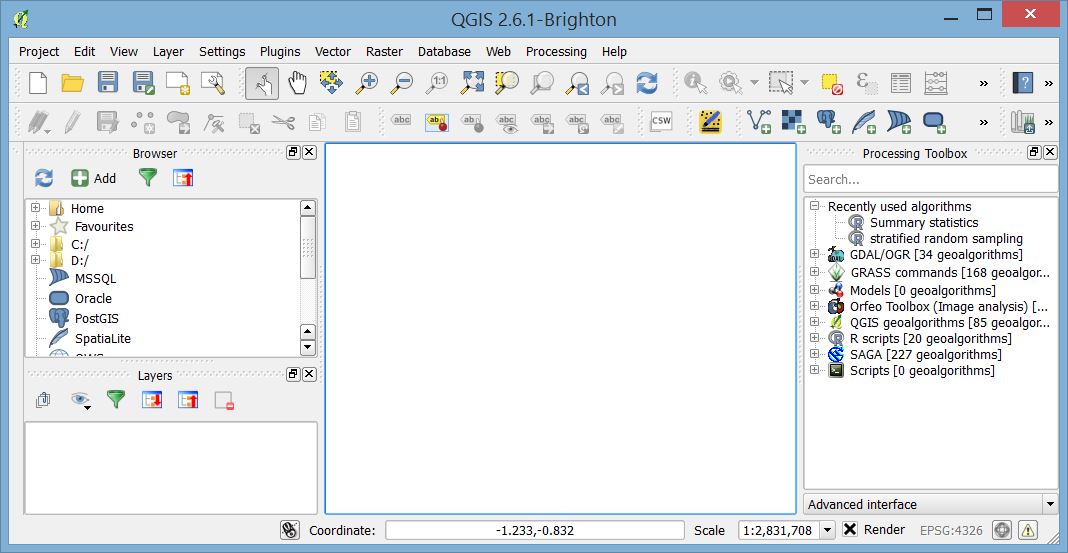 QGIS 2.6.1-Brighton
Project Edit View Layer Settings Plugins Vector Raster Database Web Processing Help
1:1
abc abc abc abc abc abc abc CSW
Browser
Add
Home
Favourites
C:/
D:/
MSSQL
Oracle
PostGIS
SpatiaLite
Layers
Processing Toolbox
Search...
Recently used algorithms
Summary statistics
stratified random sampling
GDAL/OGR [34 geoalgorithms]
GRASS commands [168 geoalgor...
Models [0 geoalgorithms]
Orfeo Toolbox (Image analysis) [...
QGIS geoalgorithms [85 geoalgor...
R scripts [20 geoalgorithms]
SAGA [227 geoalgorithms]
Scripts [0 geoalgorithms]
Advanced interface
Coordinate: -1.233,-0.832 Scale 1:2,831,708 Render EPSG:4326